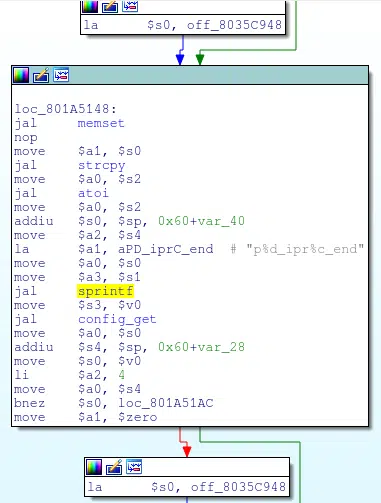 la $s0, off_8035C948
loc_801A5148:
jal memset
nop
move $a1, $s0
jal strcpy
move $a0, $s2
jal atoi
move $a0, $s2
addiu $s0, $sp, 0x60+var_40
move $a2, $s4
la $a1, aPD_iprC_end # "p%d_ipr%c_end"
move $a0, $s0
move $a3, $s1
jal sprintf
move $s3, $v0
jal config_get
move $a0, $s0
addiu $s4, $sp, 0x60+var_28
move $s0, $v0
li $a2, 4
move $a0, $s4
bnez $s0, loc_801A51AC
move $a1, $zero
la $s0, off_8035C948